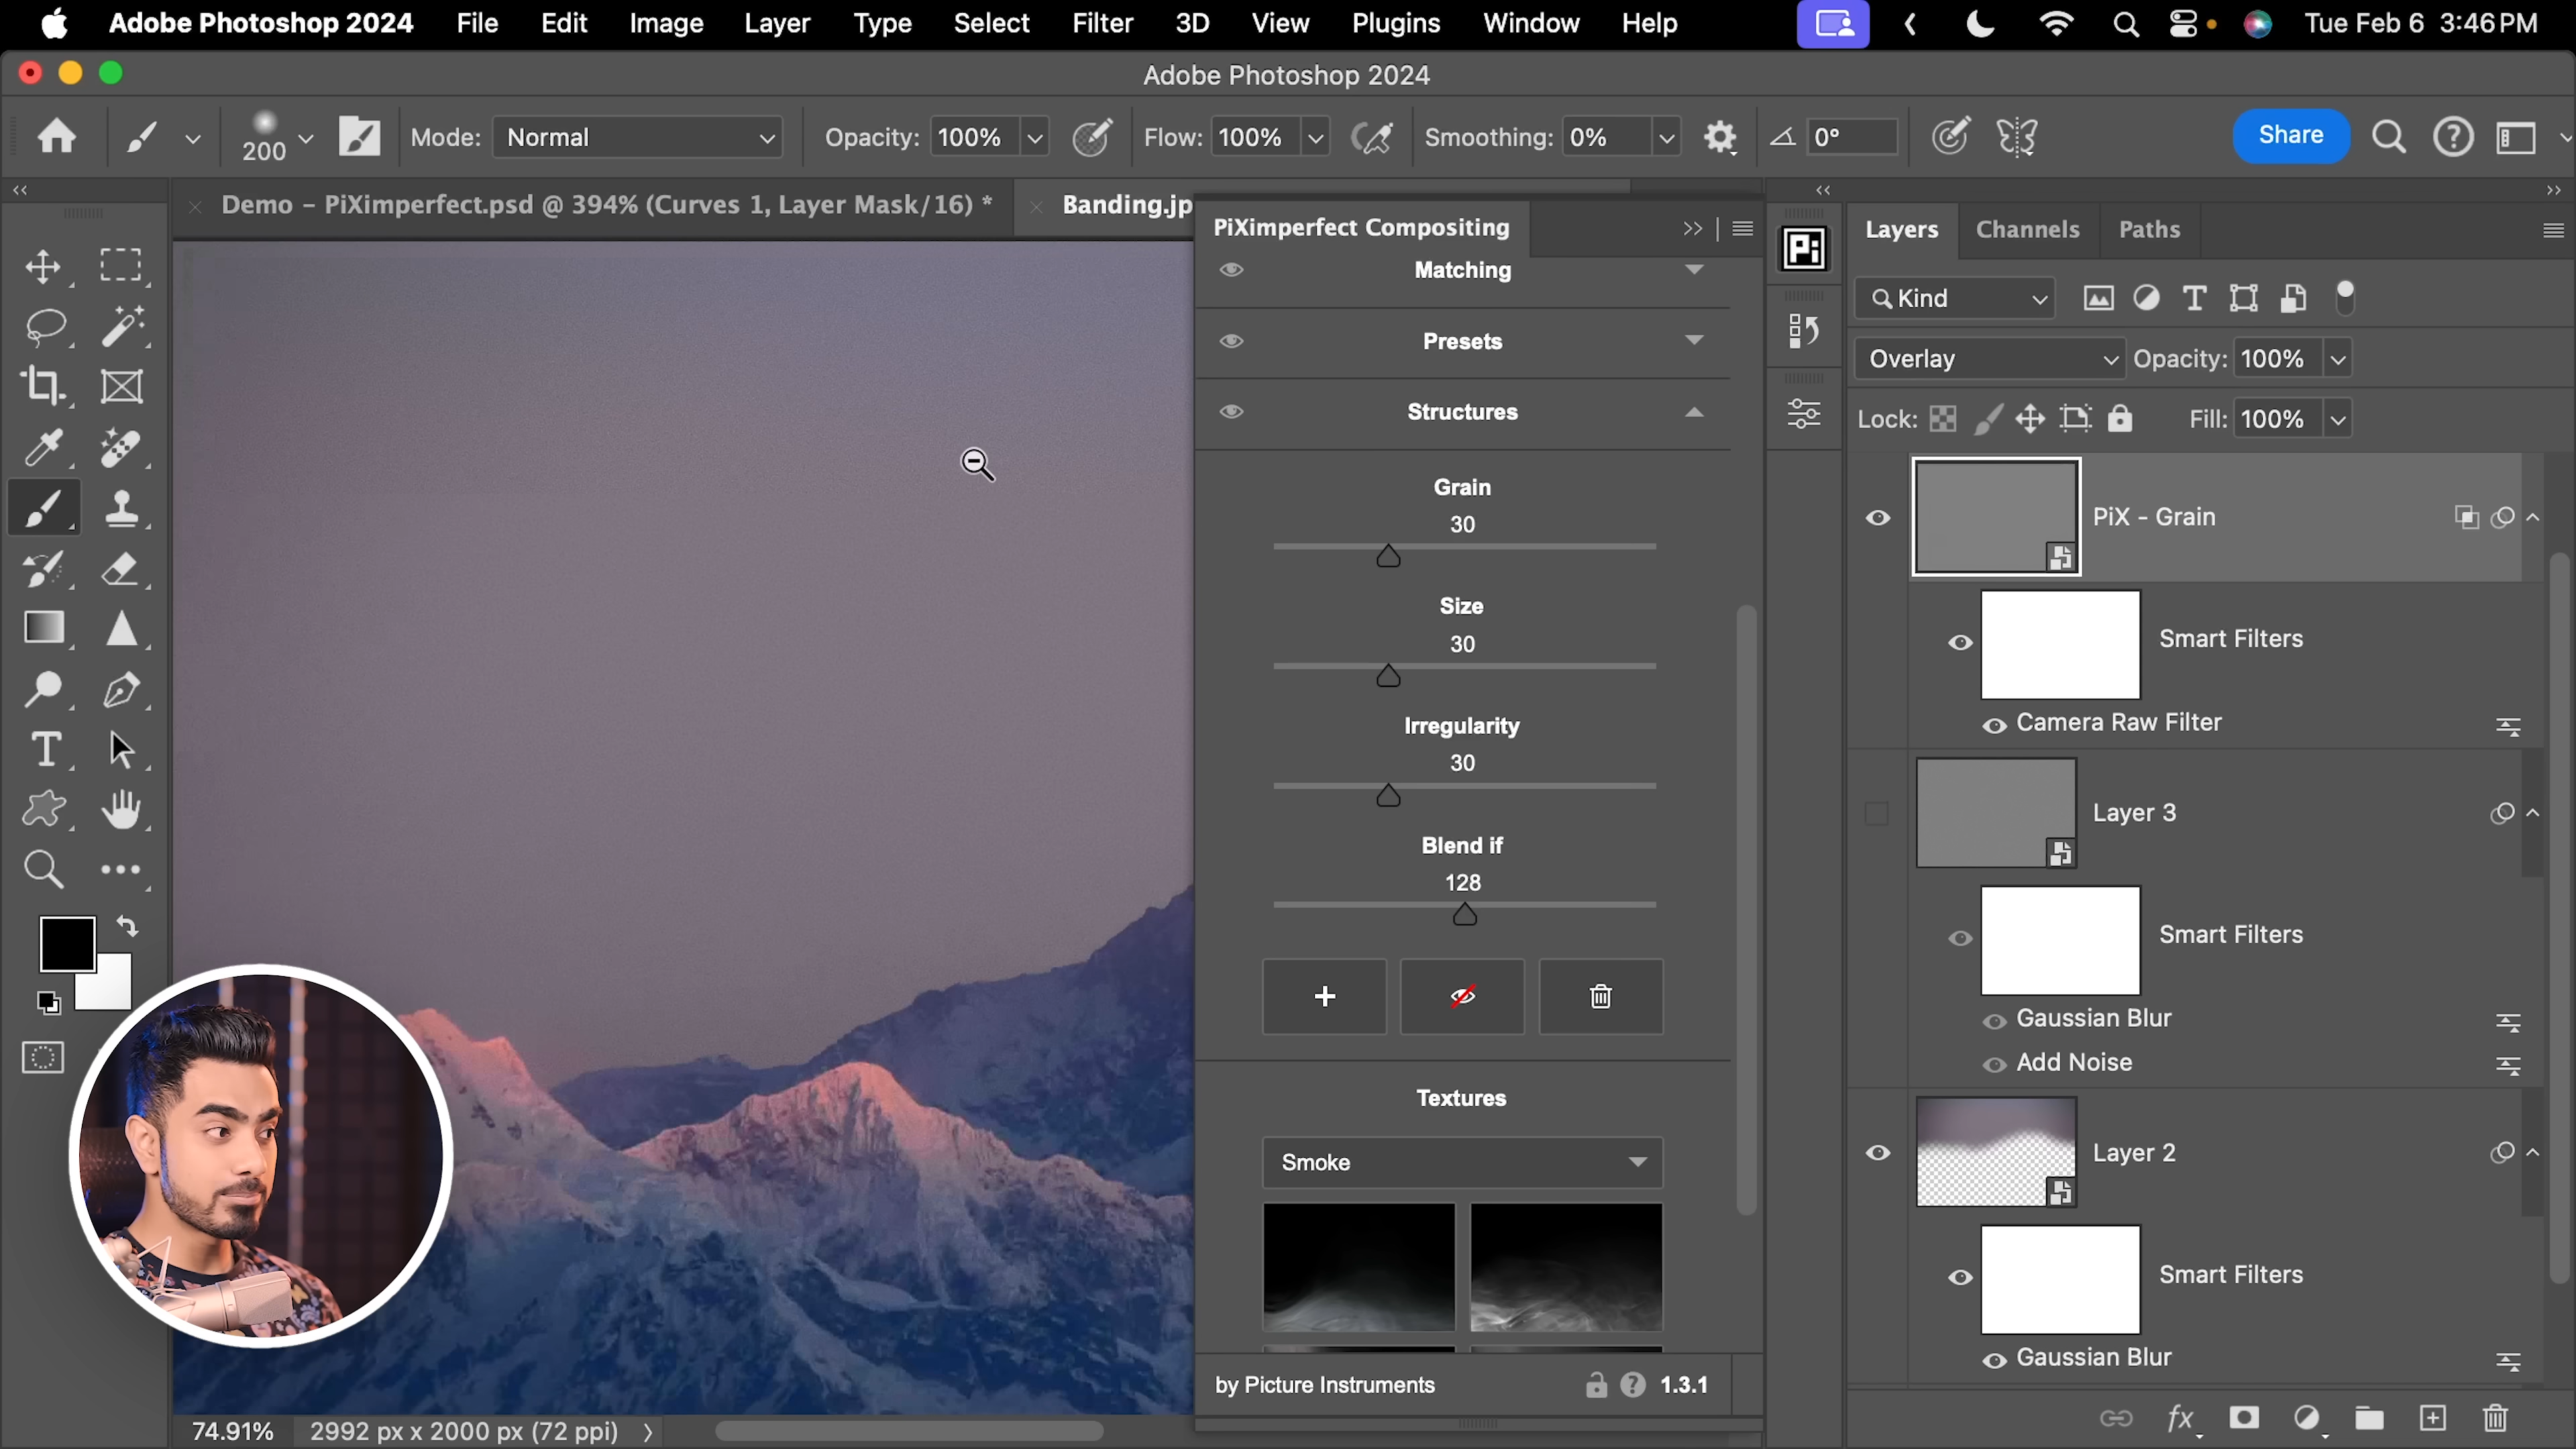 Adobe Photoshop 2024 File Edit Image Layer Type Select Filter 3D View Plugins Window Help Tue Feb 6 3:46 PM
Adobe Photoshop 2024
200 Mode: Normal Opacity: 100% Flow: 100% Smoothing: 0% 0° Share
Demo – PiXimperfect.psd @ 394% (Curves 1, Layer Mask/16) *
Banding.jp
PiXimperfect Compositing
Matching
Presets
Structures
Grain
30
Size
30
Irregularity
30
Blend if
128
+
Textures
Smoke
by Picture Instruments
1.3.1
Pi
Layers Channels Paths
Kind
Overlay Opacity: 100%
Lock: Fill: 100%
PiX - Grain
Smart Filters
Camera Raw Filter
Layer 3
Smart Filters
Gaussian Blur
Add Noise
Layer 2
Smart Filters
Gaussian Blur
fx
74.91% 2992 px x 2000 px (72 ppi)